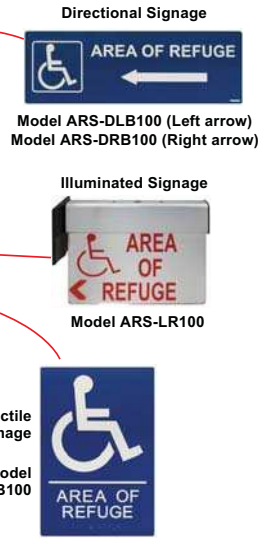 Directional Signage
AREA OF REFUGE
Model ARS-DLB100 (Left arrow)
Model ARS-DRB100 (Right arrow)
Illuminated Signage
AREA
OF
REFUGE
Model ARS-LR100
ctile
nage
odel
B100
AREA OF
REFUGE